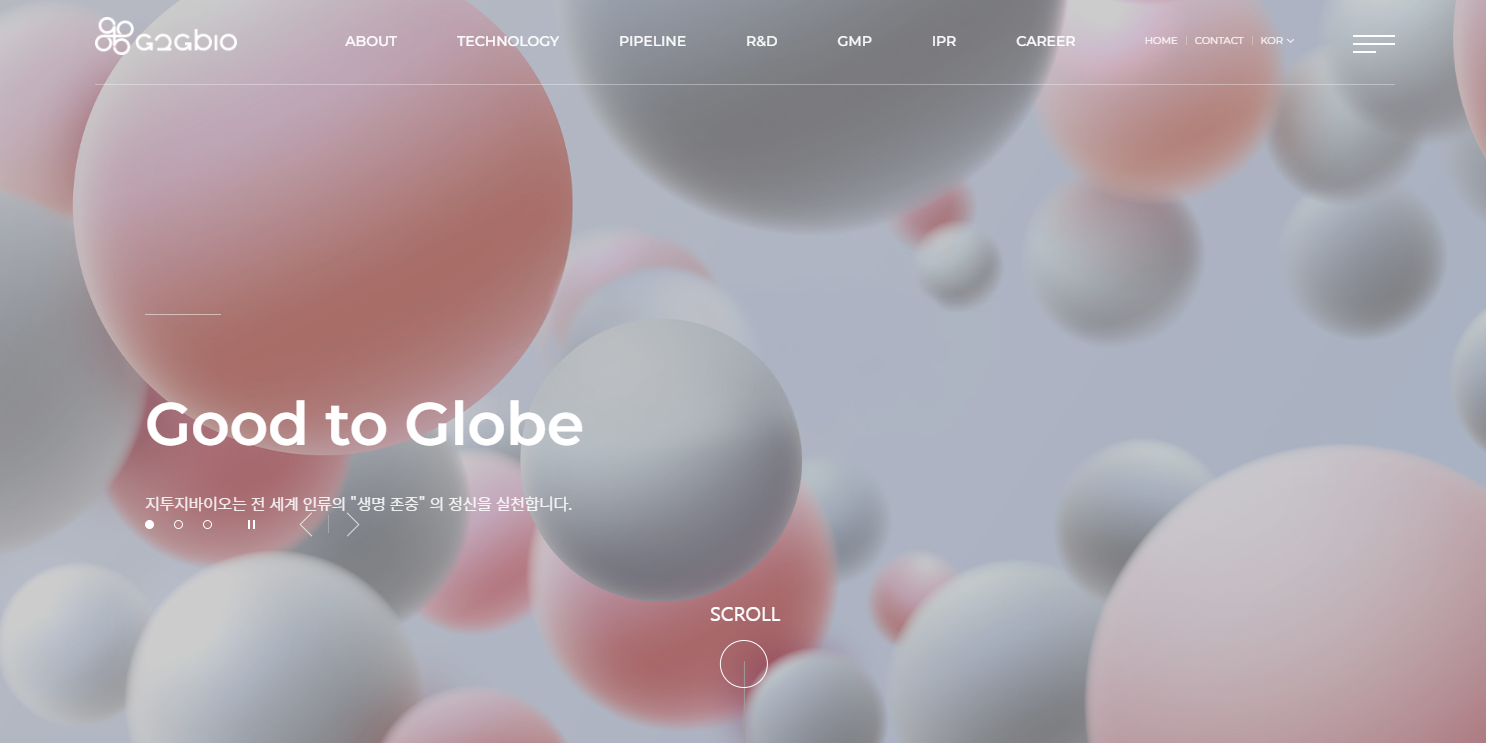 G2GBIO
ABOUT
TECHNOLOGY
PIPELINE
R&D
GMP
IPR
CAREER
HOME
CONTACT
KOR
Good to Globe
지투지바이오는 전 세계 인류의 "생명 존중" 의 정신을 실천합니다.
SCROLL